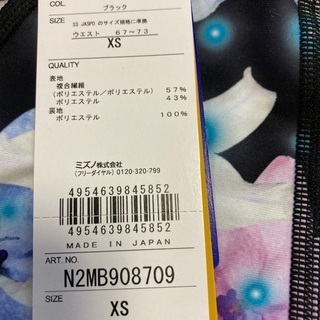 COL.
ブラック
SIZE
SS JASPO のサイズ規格に準拠
ウエスト 67～73
XS
品質表示
表地
複合繊維
(ポリエステル/ポリエステル) 57%
ポリエステル 43%
裏地
ポリエステル 100%
ミズノ株式会社
(フリーダイヤル) 0120-320-799
4954639845852
4954639845852
MADE IN JAPAN
ART. NO.
N2MB908709
SIZE
XS